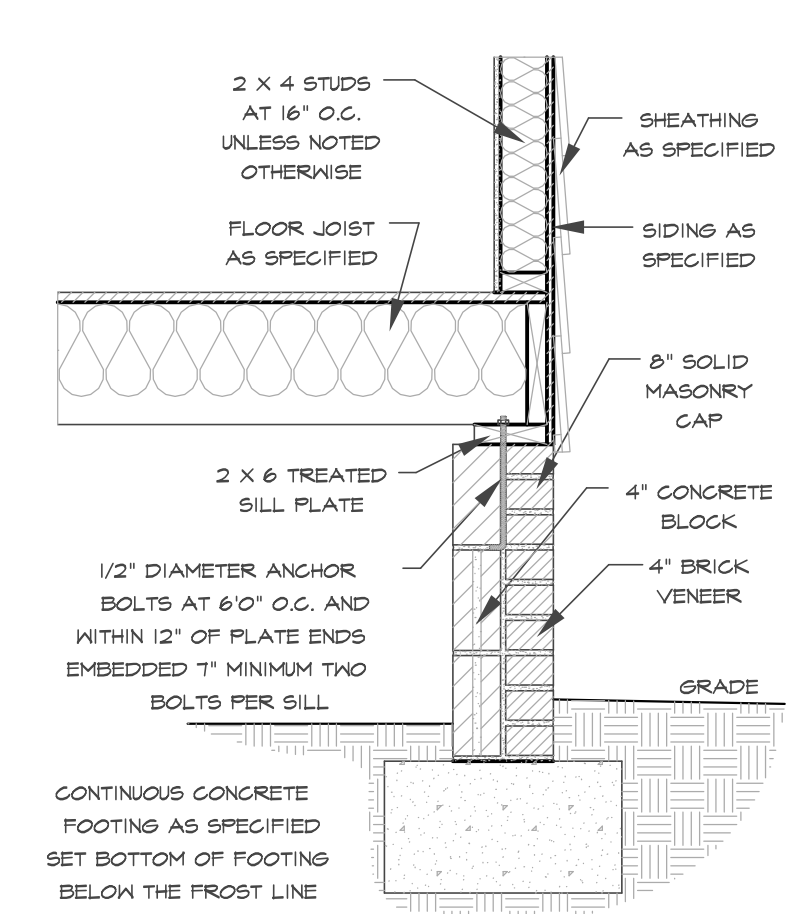 2 X 4 STUDS
AT 16" O.C.
UNLESS NOTED
OTHERWISE
SHEATHING
AS SPECIFIED
FLOOR JOIST
AS SPECIFIED
SIDING AS
SPECIFIED
8" SOLID
MASONRY
CAP
2 X 6 TREATED
SILL PLATE
4" CONCRETE
BLOCK
1/2" DIAMETER ANCHOR
BOLTS AT 6'0" O.C. AND
WITHIN 12" OF PLATE ENDS
EMBEDDED 7" MINIMUM TWO
BOLTS PER SILL
4" BRICK
VENEER
GRADE
CONTINUOUS CONCRETE
FOOTING AS SPECIFIED
SET BOTTOM OF FOOTING
BELOW THE FROST LINE